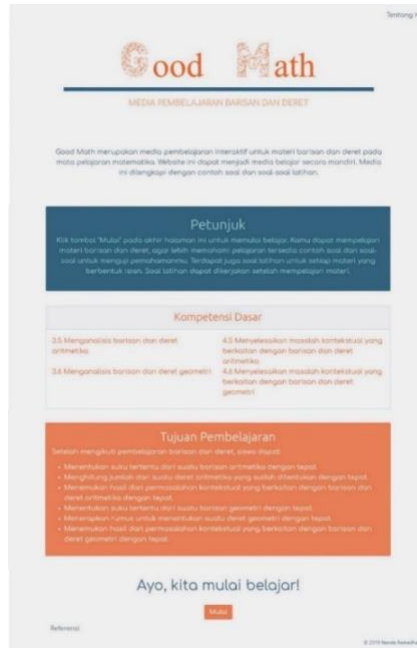 Tentang
Good Math
MEDIA PEMBELAJARAN BARISAN DAN DERET
Good Math merupakan media pembelajaran interaktif untuk materi barisan dan deret pada
mata pelajaran matematika. Website ini dapat menjadi media belajar secara mandiri. Media
ini dilengkapi dengan contoh soal dan soal-soal latihan.
Petunjuk
Klik tombol "Mulai" pada akhir halaman ini untuk memulai belajar. Kamu dapat mempelajari
materi barisan dan deret, agar lebih memahami pelajaran tersedia contoh soal dan soal-
soal untuk menguji pemahamanmu. Terdapat juga soal latihan untuk setiap materi yang
berbentuk isian. Soal latihan dapat dikerjakan setelah mempelajari materi.
Kompetensi Dasar
3.5 Menganalisis barisan dan deret
aritmetika
3.6 Menganalisis barisan dan deret geometri
4.5 Menyelesaikan masalah kontekstual yang
berkaitan dengan barisan dan deret
aritmetika
4.6 Menyelesaikan masalah kontekstual yang
berkaitan dengan barisan dan deret
geometri
Tujuan Pembelajaran
Setelah mengikuti pembelajaran barisan dan deret, siswa dapat:
• Menentukan suku tertentu dari suatu barisan aritmetika dengan tepat.
• Menghitung jumlah dari suatu deret aritmetika yang sudah ditentukan dengan tepat.
• Menemukan hasil dari permasalahan kontekstual yang berkaitan dengan barisan dan
deret aritmetika dengan tepat.
• Menentukan suku tertentu dari suatu barisan geometri dengan tepat.
• Menerapkan rumus untuk menentukan suatu deret geometri dengan tepat.
• Menemukan hasil dari permasalahan kontekstual yang berkaitan dengan barisan dan
deret geometri dengan tepat.
Ayo, kita mulai belajar!
Mulai
Referensi
© 2019 Nanda